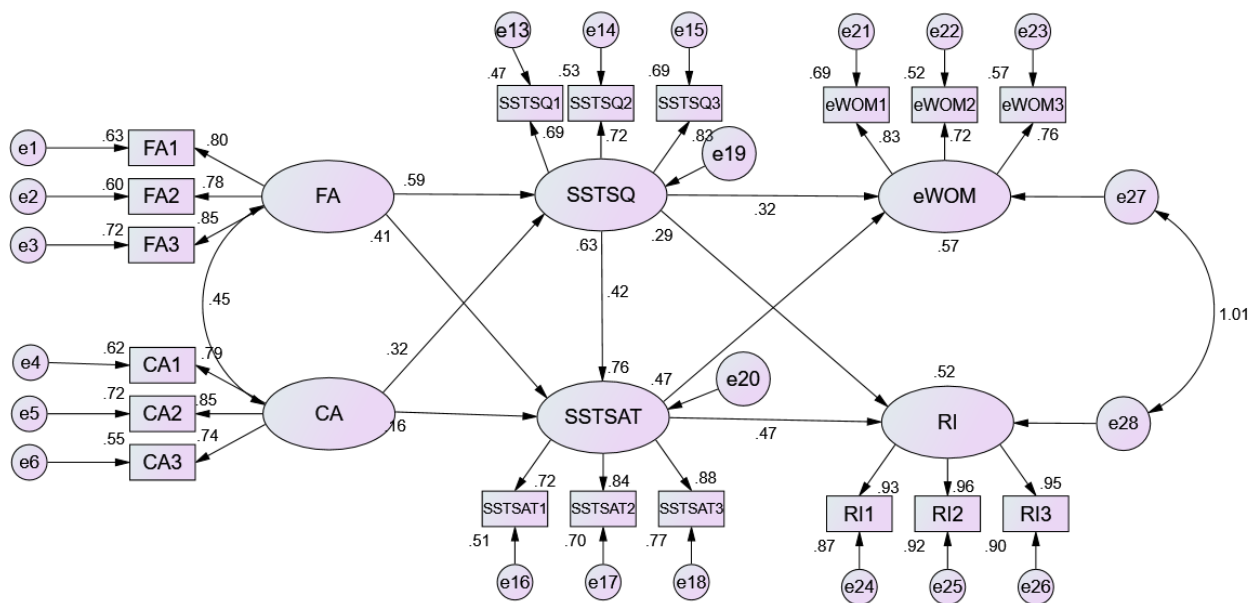 e13
e14
e15
e21
e22
e23
.47
.53
.69
.69
.52
.57
SSTSQ1
SSTSQ2
SSTSQ3
eWOM1
eWOM2
eWOM3
.69
.72
.83
.83
.72
.76
e1
.63
FA1
.80
e19
e2
.60
FA2
.78
FA
.59
SSTSQ
.32
eWOM
e27
e3
.72
FA3
.85
.41
.63
.29
.57
.45
.42
1.01
e4
.62
CA1
.79
.32
.76
.47
e20
.52
e5
.72
CA2
.85
CA
.16
SSTSAT
.47
RI
e28
e6
.55
CA3
.74
.72
.84
.88
.93
.96
.95
SSTSAT1
SSTSAT2
SSTSAT3
RI1
RI2
RI3
.51
.70
.77
.87
.92
.90
e16
e17
e18
e24
e25
e26